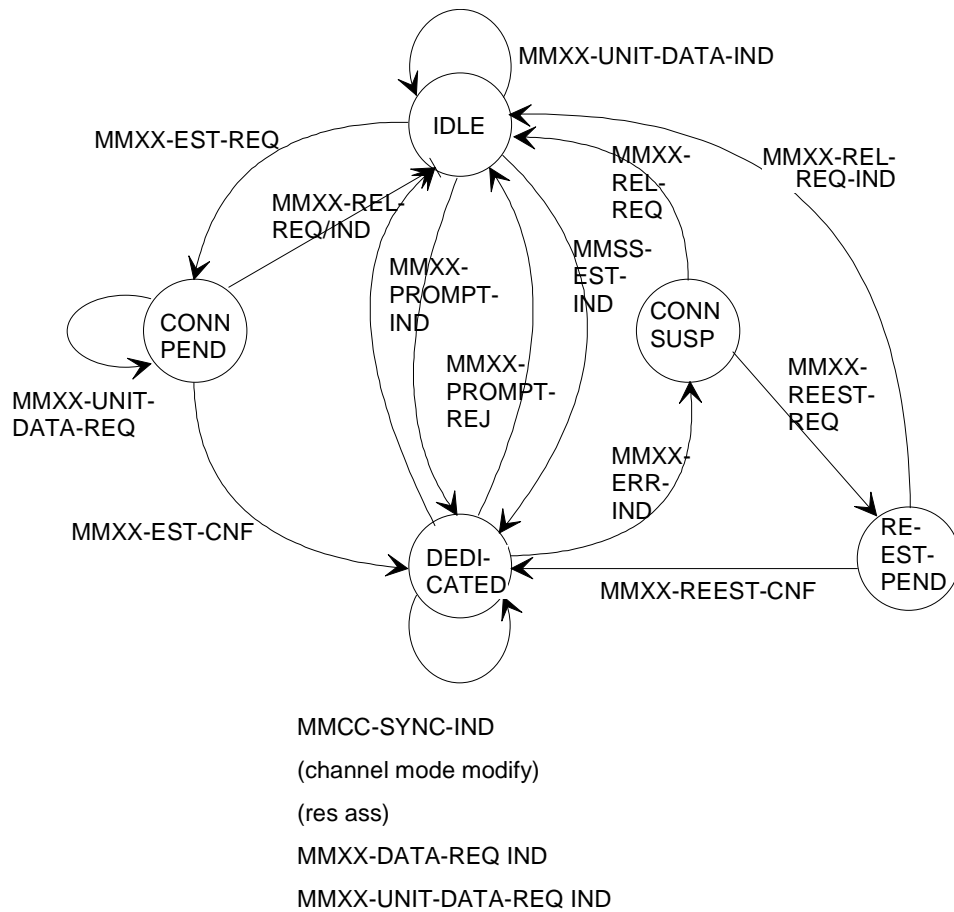 MMXX-UNIT-DATA-IND
IDLE
MMXX-EST-REQ
MMXX-
REL-
REQ
MMXX-REL-
REQ-IND
MMXX-REL-
REQ/IND
MMXX-
PROMPT-
IND
MMSS-
EST-
IND
CONN
PEND
CONN
SUSP
MMXX-
PROMPT-
REJ
MMXX-
REEST-
REQ
MMXX-UNIT-
DATA-REQ
MMXX-
ERR-
IND
MMXX-EST-CNF
DEDI-
CATED
RE-
EST-
PEND
MMXX-REEST-CNF
MMCC-SYNC-IND
(channel mode modify)
(res ass)
MMXX-DATA-REQ IND
MMXX-UNIT-DATA-REQ IND